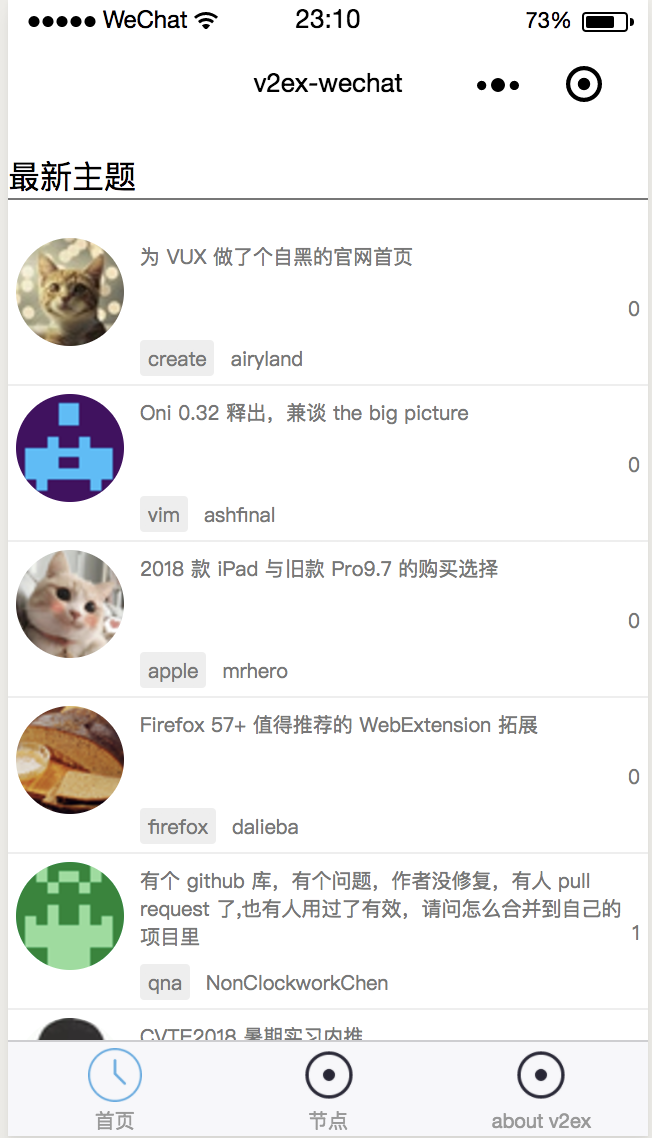 WeChat 23:10 73%
v2ex-wechat
最新主题
为 VUX 做了个自黑的官网首页
0
create airyland
Oni 0.32 释出，兼谈 the big picture
0
vim ashfinal
2018 款 iPad 与旧款 Pro9.7 的购买选择
0
apple mrhero
Firefox 57+ 值得推荐的 WebExtension 拓展
0
firefox dalieba
有个 github 库，有个问题，作者没修复，有人 pull
request 了,也有人用过了有效，请问怎么合并到自己的
项目里
1
qna NonClockworkChen
CVTE2018 暑期实习内推
首页 节点 about v2ex